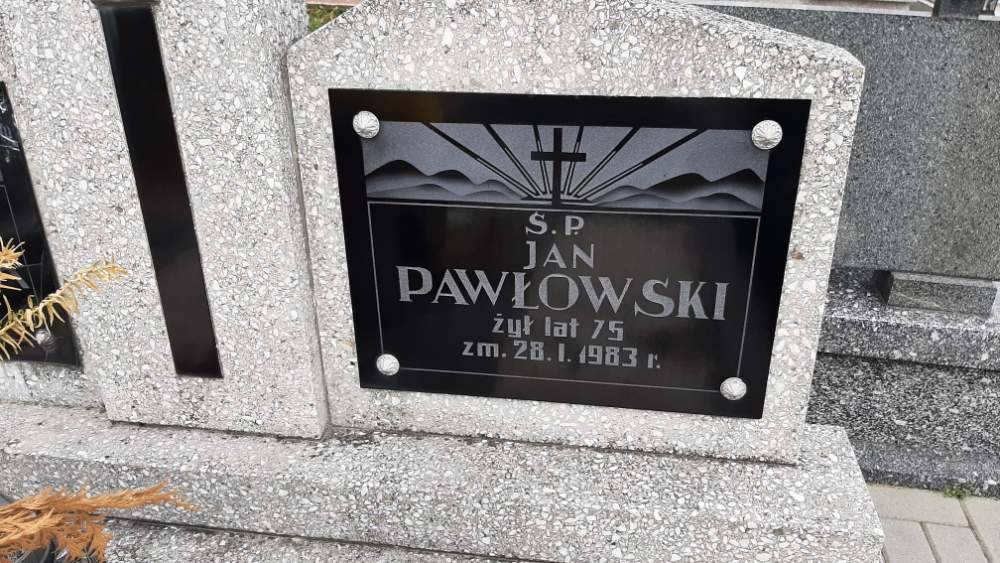 Ś.P.
JAN
PAWŁOWSKI
żył lat 75
zm. 28.1.1983 r.